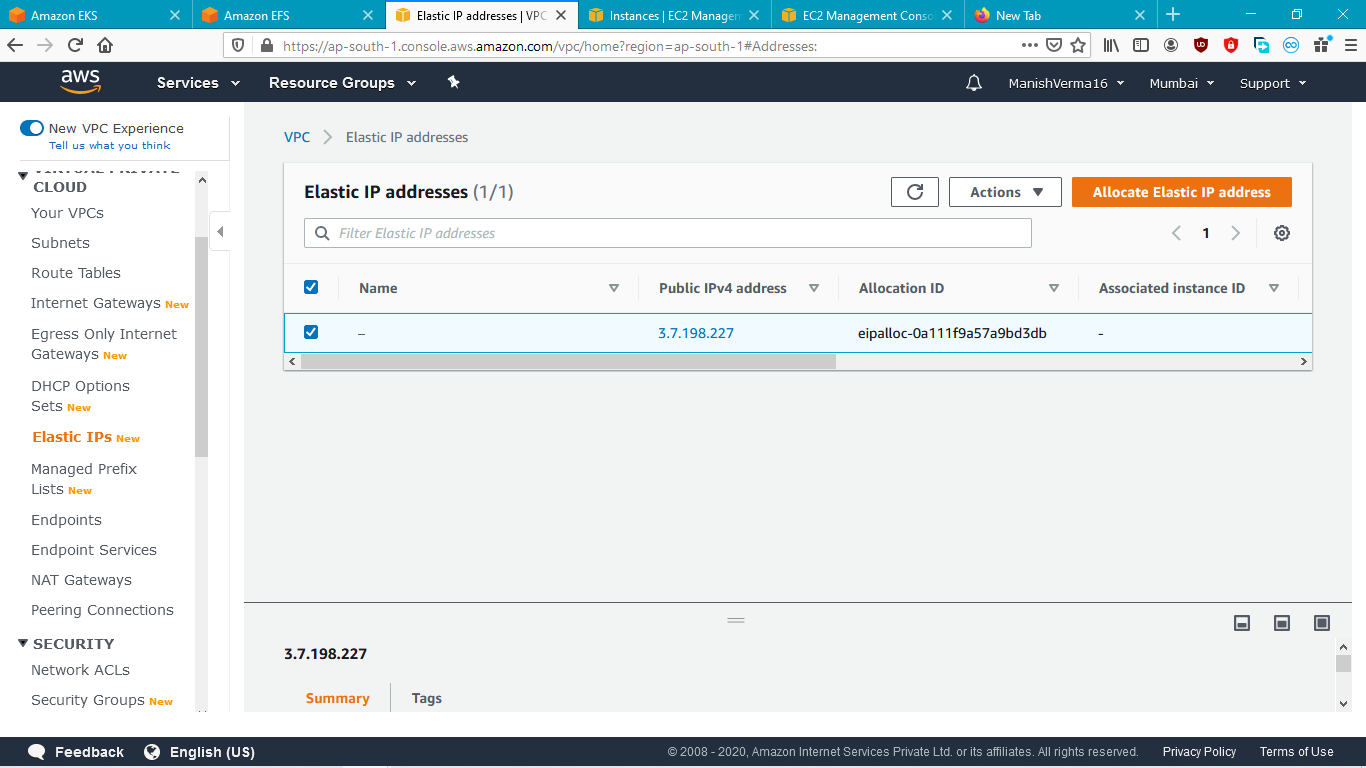 Amazon EKS
Amazon EFS
Elastic IP addresses | VPC
Instances | EC2 Managem
EC2 Management Conso
New Tab
https://ap-south-1.console.aws.amazon.com/vpc/home?region=ap-south-1#Addresses:
aws
Services
Resource Groups
ManishVerma16
Mumbai
Support
New VPC Experience
Tell us what you think
VIRTUAL PRIVATE
CLOUD
Your VPCs
Subnets
Route Tables
Internet Gateways New
Egress Only Internet
Gateways New
DHCP Options
Sets New
Elastic IPs New
Managed Prefix
Lists New
Endpoints
Endpoint Services
NAT Gateways
Peering Connections
SECURITY
Network ACLs
Security Groups New
VPC
Elastic IP addresses
Elastic IP addresses (1/1)
Actions
Allocate Elastic IP address
Filter Elastic IP addresses
1
Name
Public IPv4 address
Allocation ID
Associated instance ID
–
3.7.198.227
eipalloc-0a111f9a57a9bd3db
-
3.7.198.227
Summary
Tags
Feedback
English (US)
© 2008 - 2020, Amazon Internet Services Private Ltd. or its affiliates. All rights reserved.
Privacy Policy
Terms of Use